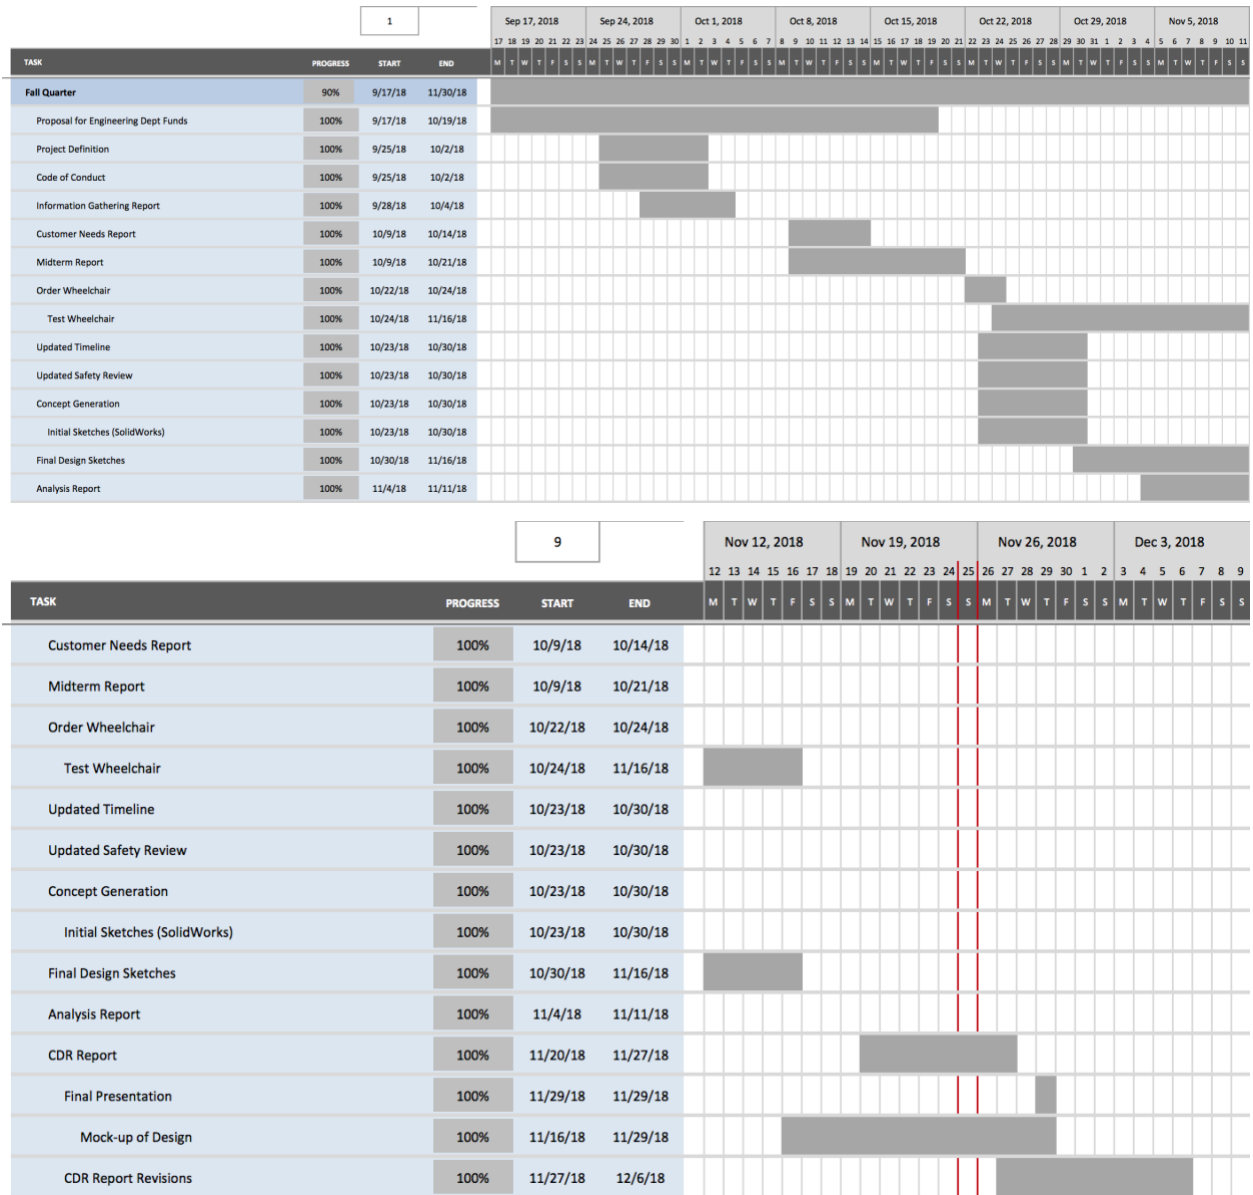 1 Sep 17, 2018 Sep 24, 2018 Oct 1, 2018 Oct 8, 2018 Oct 15, 2018 Oct 22, 2018 Oct 29, 2018 Nov 5, 2018
17 18 19 20 21 22 23 24 25 26 27 28 29 30 1 2 3 4 5 6 7 8 9 10 11 12 13 14 15 16 17 18 19 20 21 22 23 24 25 26 27 28 29 30 31 1 2 3 4 5 6 7 8 9 10 11
TASK PROGRESS START END M T W T F S S M T W T F S S M T W T F S S M T W T F S S M T W T F S S M T W T F S S M T W T F S S M T W T F S S
Fall Quarter 90% 9/17/18 11/30/18
Proposal for Engineering Dept Funds 100% 9/17/18 10/19/18
Project Definition 100% 9/25/18 10/2/18
Code of Conduct 100% 9/25/18 10/2/18
Information Gathering Report 100% 9/28/18 10/4/18
Customer Needs Report 100% 10/9/18 10/14/18
Midterm Report 100% 10/9/18 10/21/18
Order Wheelchair 100% 10/22/18 10/24/18
Test Wheelchair 100% 10/24/18 11/16/18
Updated Timeline 100% 10/23/18 10/30/18
Updated Safety Review 100% 10/23/18 10/30/18
Concept Generation 100% 10/23/18 10/30/18
Initial Sketches (SolidWorks) 100% 10/23/18 10/30/18
Final Design Sketches 100% 10/30/18 11/16/18
Analysis Report 100% 11/4/18 11/11/18
9 Nov 12, 2018 Nov 19, 2018 Nov 26, 2018 Dec 3, 2018
12 13 14 15 16 17 18 19 20 21 22 23 24 25 26 27 28 29 30 1 2 3 4 5 6 7 8 9
TASK PROGRESS START END M T W T F S S M T W T F S S M T W T F S S M T W T F S S
Customer Needs Report 100% 10/9/18 10/14/18
Midterm Report 100% 10/9/18 10/21/18
Order Wheelchair 100% 10/22/18 10/24/18
Test Wheelchair 100% 10/24/18 11/16/18
Updated Timeline 100% 10/23/18 10/30/18
Updated Safety Review 100% 10/23/18 10/30/18
Concept Generation 100% 10/23/18 10/30/18
Initial Sketches (SolidWorks) 100% 10/23/18 10/30/18
Final Design Sketches 100% 10/30/18 11/16/18
Analysis Report 100% 11/4/18 11/11/18
CDR Report 100% 11/20/18 11/27/18
Final Presentation 100% 11/29/18 11/29/18
Mock-up of Design 100% 11/16/18 11/29/18
CDR Report Revisions 100% 11/27/18 12/6/18